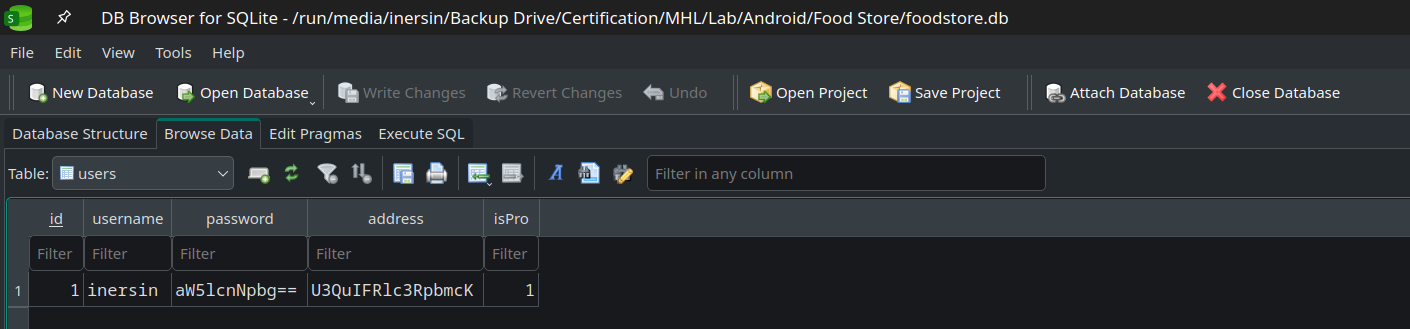 DB Browser for SQLite - /run/media/inersin/Backup Drive/Certification/MHL/Lab/Android/Food Store/foodstore.db
File Edit View Tools Help
New Database Open Database Write Changes Revert Changes Undo Open Project Save Project Attach Database Close Database
Database Structure Browse Data Edit Pragmas Execute SQL
Table: users Filter in any column
id username password address isPro
Filter Filter Filter Filter Filter
1 1 inersin aW5lcnNpbg== U3QuIFRlc3RpbmcK 1